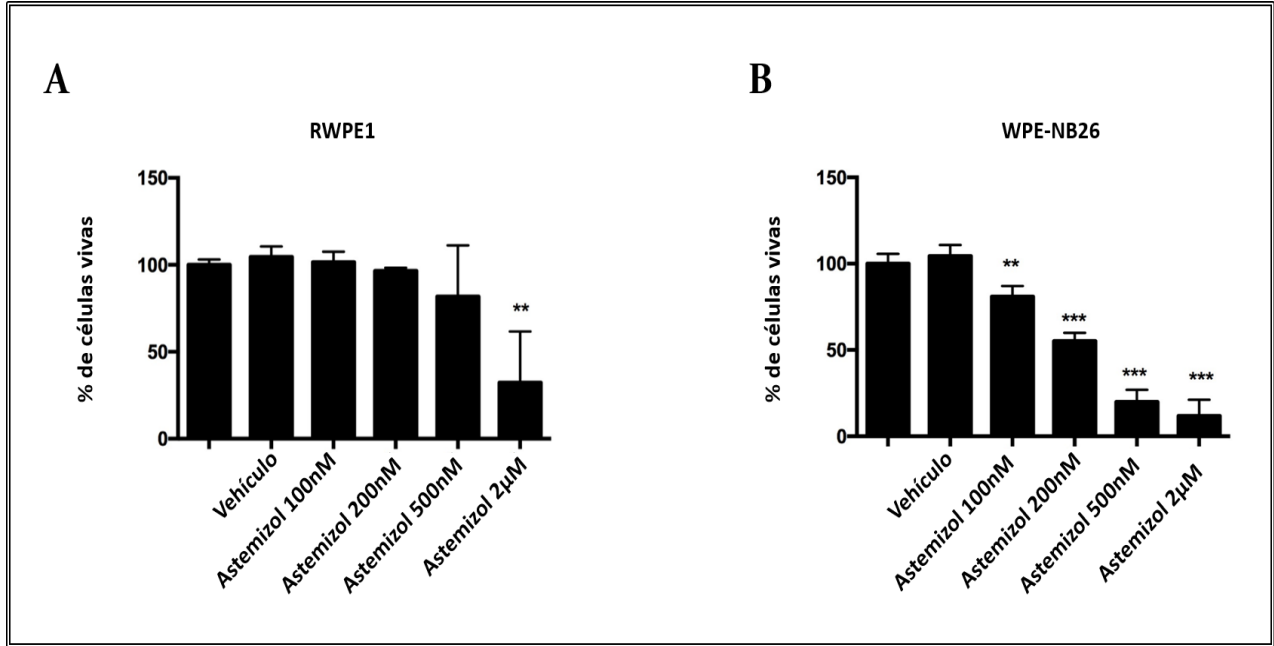 A
RWPE1
% de células vivas
150
100
50
0
**
Vehículo
Astemizol 100nM
Astemizol 200nM
Astemizol 500nM
Astemizol 2µM
B
WPE-NB26
% de células vivas
150
100
50
0
**
***
***
***
Vehículo
Astemizol 100nM
Astemizol 200nM
Astemizol 500nM
Astemizol 2µM